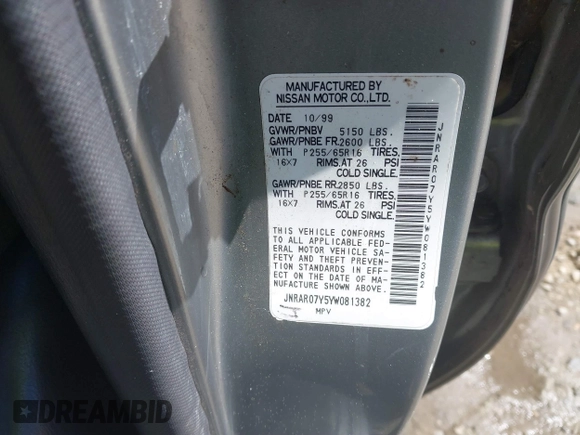 MANUFACTURED BY
NISSAN MOTOR CO.,LTD.
DATE 10/99
GVWR/PNBV 5150 LBS.
GAWR/PNBE FR.2600 LBS.
WITH P255/65R16 TIRES,
16X7 RIMS,AT 26 PSI
COLD SINGLE.
GAWR/PNBE RR.2850 LBS.
WITH P255/65R16 TIRES,
16X7 RIMS,AT 26 PSI
COLD SINGLE.
THIS VEHICLE CONFORMS
TO ALL APPLICABLE FED-
ERAL MOTOR VEHICLE SA-
FETY AND THEFT PREVEN-
TION STANDARDS IN EFF-
ECT ON THE DATE OF MA-
NUFACTURE SHOWN ABOVE.
JNRAR07Y5YW081382
MPV
JNRAR07Y5YW081382
DREAMBID